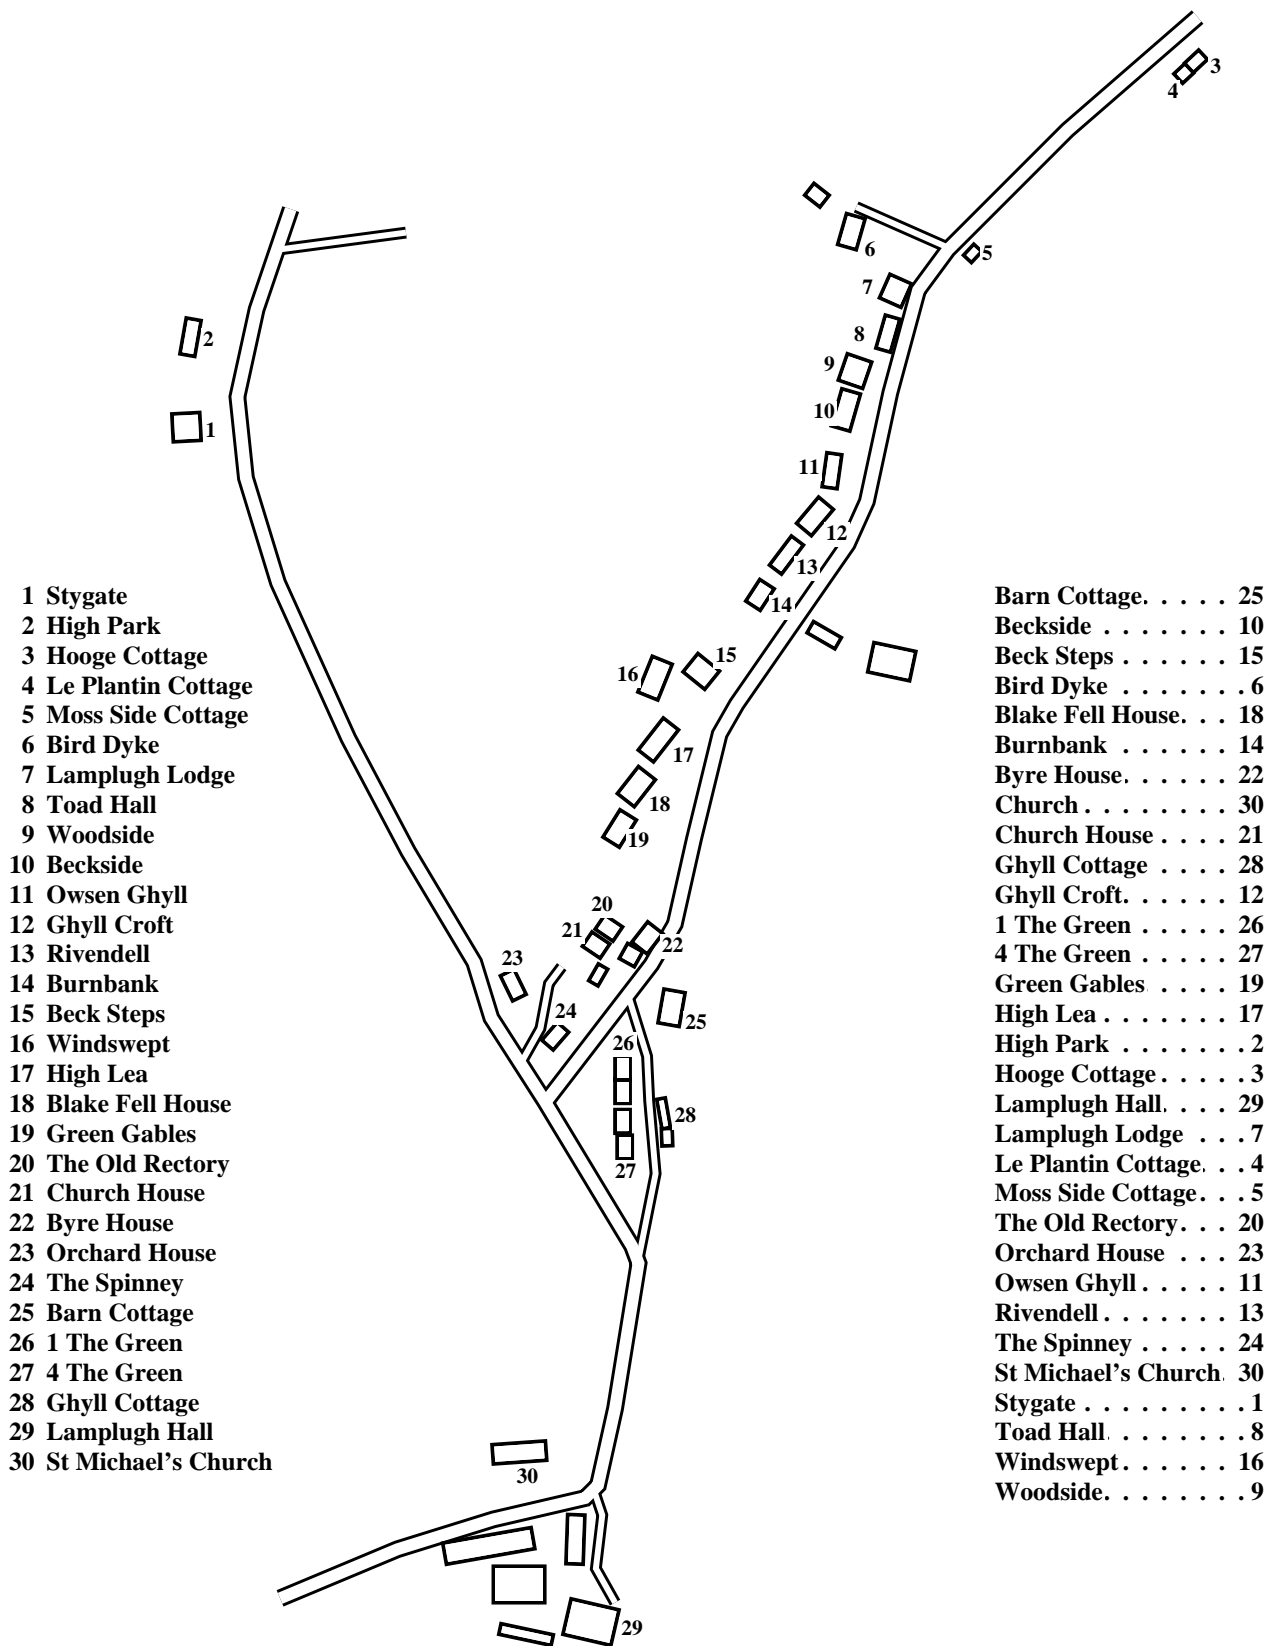 3
4
6
5
7
2
8
9
10
1
11
12
13
14
15
16
17
18
19
20
21
22
23
24
25
26
28
27
30
29
1 Stygate
2 High Park
3 Hooge Cottage
4 Le Plantin Cottage
5 Moss Side Cottage
6 Bird Dyke
7 Lamplugh Lodge
8 Toad Hall
9 Woodside
10 Beckside
11 Owsen Ghyll
12 Ghyll Croft
13 Rivendell
14 Burnbank
15 Beck Steps
16 Windswept
17 High Lea
18 Blake Fell House
19 Green Gables
20 The Old Rectory
21 Church House
22 Byre House
23 Orchard House
24 The Spinney
25 Barn Cottage
26 1 The Green
27 4 The Green
28 Ghyll Cottage
29 Lamplugh Hall
30 St Michael’s Church
Barn Cottage. . . . . 25
Beckside . . . . . . . 10
Beck Steps . . . . . . 15
Bird Dyke . . . . . . . 6
Blake Fell House. . . 18
Burnbank . . . . . . 14
Byre House. . . . . . 22
Church . . . . . . . . 30
Church House . . . . 21
Ghyll Cottage . . . . 28
Ghyll Croft. . . . . . 12
1 The Green . . . . . 26
4 The Green . . . . . 27
Green Gables . . . . 19
High Lea . . . . . . . 17
High Park . . . . . . . 2
Hooge Cottage . . . . . 3
Lamplugh Hall. . . . 29
Lamplugh Lodge . . . 7
Le Plantin Cottage. . . 4
Moss Side Cottage. . . 5
The Old Rectory. . . 20
Orchard House . . . 23
Owsen Ghyll . . . . . 11
Rivendell . . . . . . . 13
The Spinney . . . . . 24
St Michael’s Church. 30
Stygate . . . . . . . . . 1
Toad Hall. . . . . . . . 8
Windswept . . . . . . 16
Woodside. . . . . . . . 9